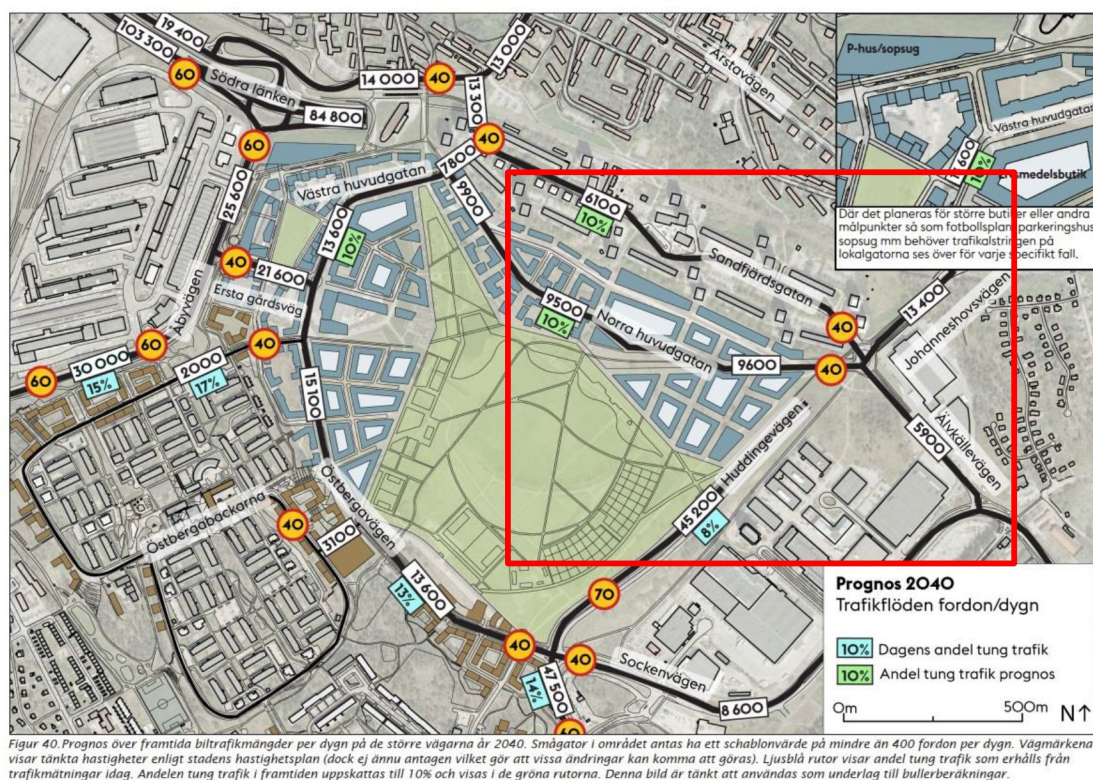 19 400
103 300
60
Södra länken
84 800
14 000
40
13 000
13 300
Årstavägen
60
25 600
Västra huvudgatan
7800
40
9900
13 600
10%
40
21 600
Ersta gårdsväg
Åbyvägen
60
30 000
15%
60
2000
17%
40
15 100
6100
10%
Sandfjärdsgatan
9500
10%
Norra huvudgatan
9600
40
40
13 400
Johanneshovsvägen
5900
Älvkällevägen
Huddingevägen
45 200
8%
70
Östbergabackarna
40
3100
Östbergavägen
13 600
13%
40
40
47 500
14%
60
Sockenvägen
8 600
P-hus/sopsug
Västra huvudgatan
10%
Där det planeras för större butiker eller andra
målpunkter så som fotbollsplan, parkeringshus,
sopsug mm behöver trafikalstringen på
lokalgatorna ses över för varje specifikt fall.
Prognos 2040
Trafikflöden fordon/dygn
10% Dagens andel tung trafik
10% Andel tung trafik prognos
0m 500m N↑
Figur 40. Prognos över framtida biltrafikmängder per dygn på de större vägarna år 2040. Smågator i området antas ha ett schablonvärde på mindre än 400 fordon per dygn. Vägmärkena
visar tänkta hastigheter enligt stadens hastighetsplan (dock ej ännu antagen vilket gör att vissa ändringar kan komma att göras). Ljusblå rutor visar andel tung trafik som erhålls från
trafikmätningar idag. Andelen tung trafik i framtiden uppskattas till 10% och visas i de gröna rutorna. Denna bild är tänkt att användas som underlag till bullerberäkningar.